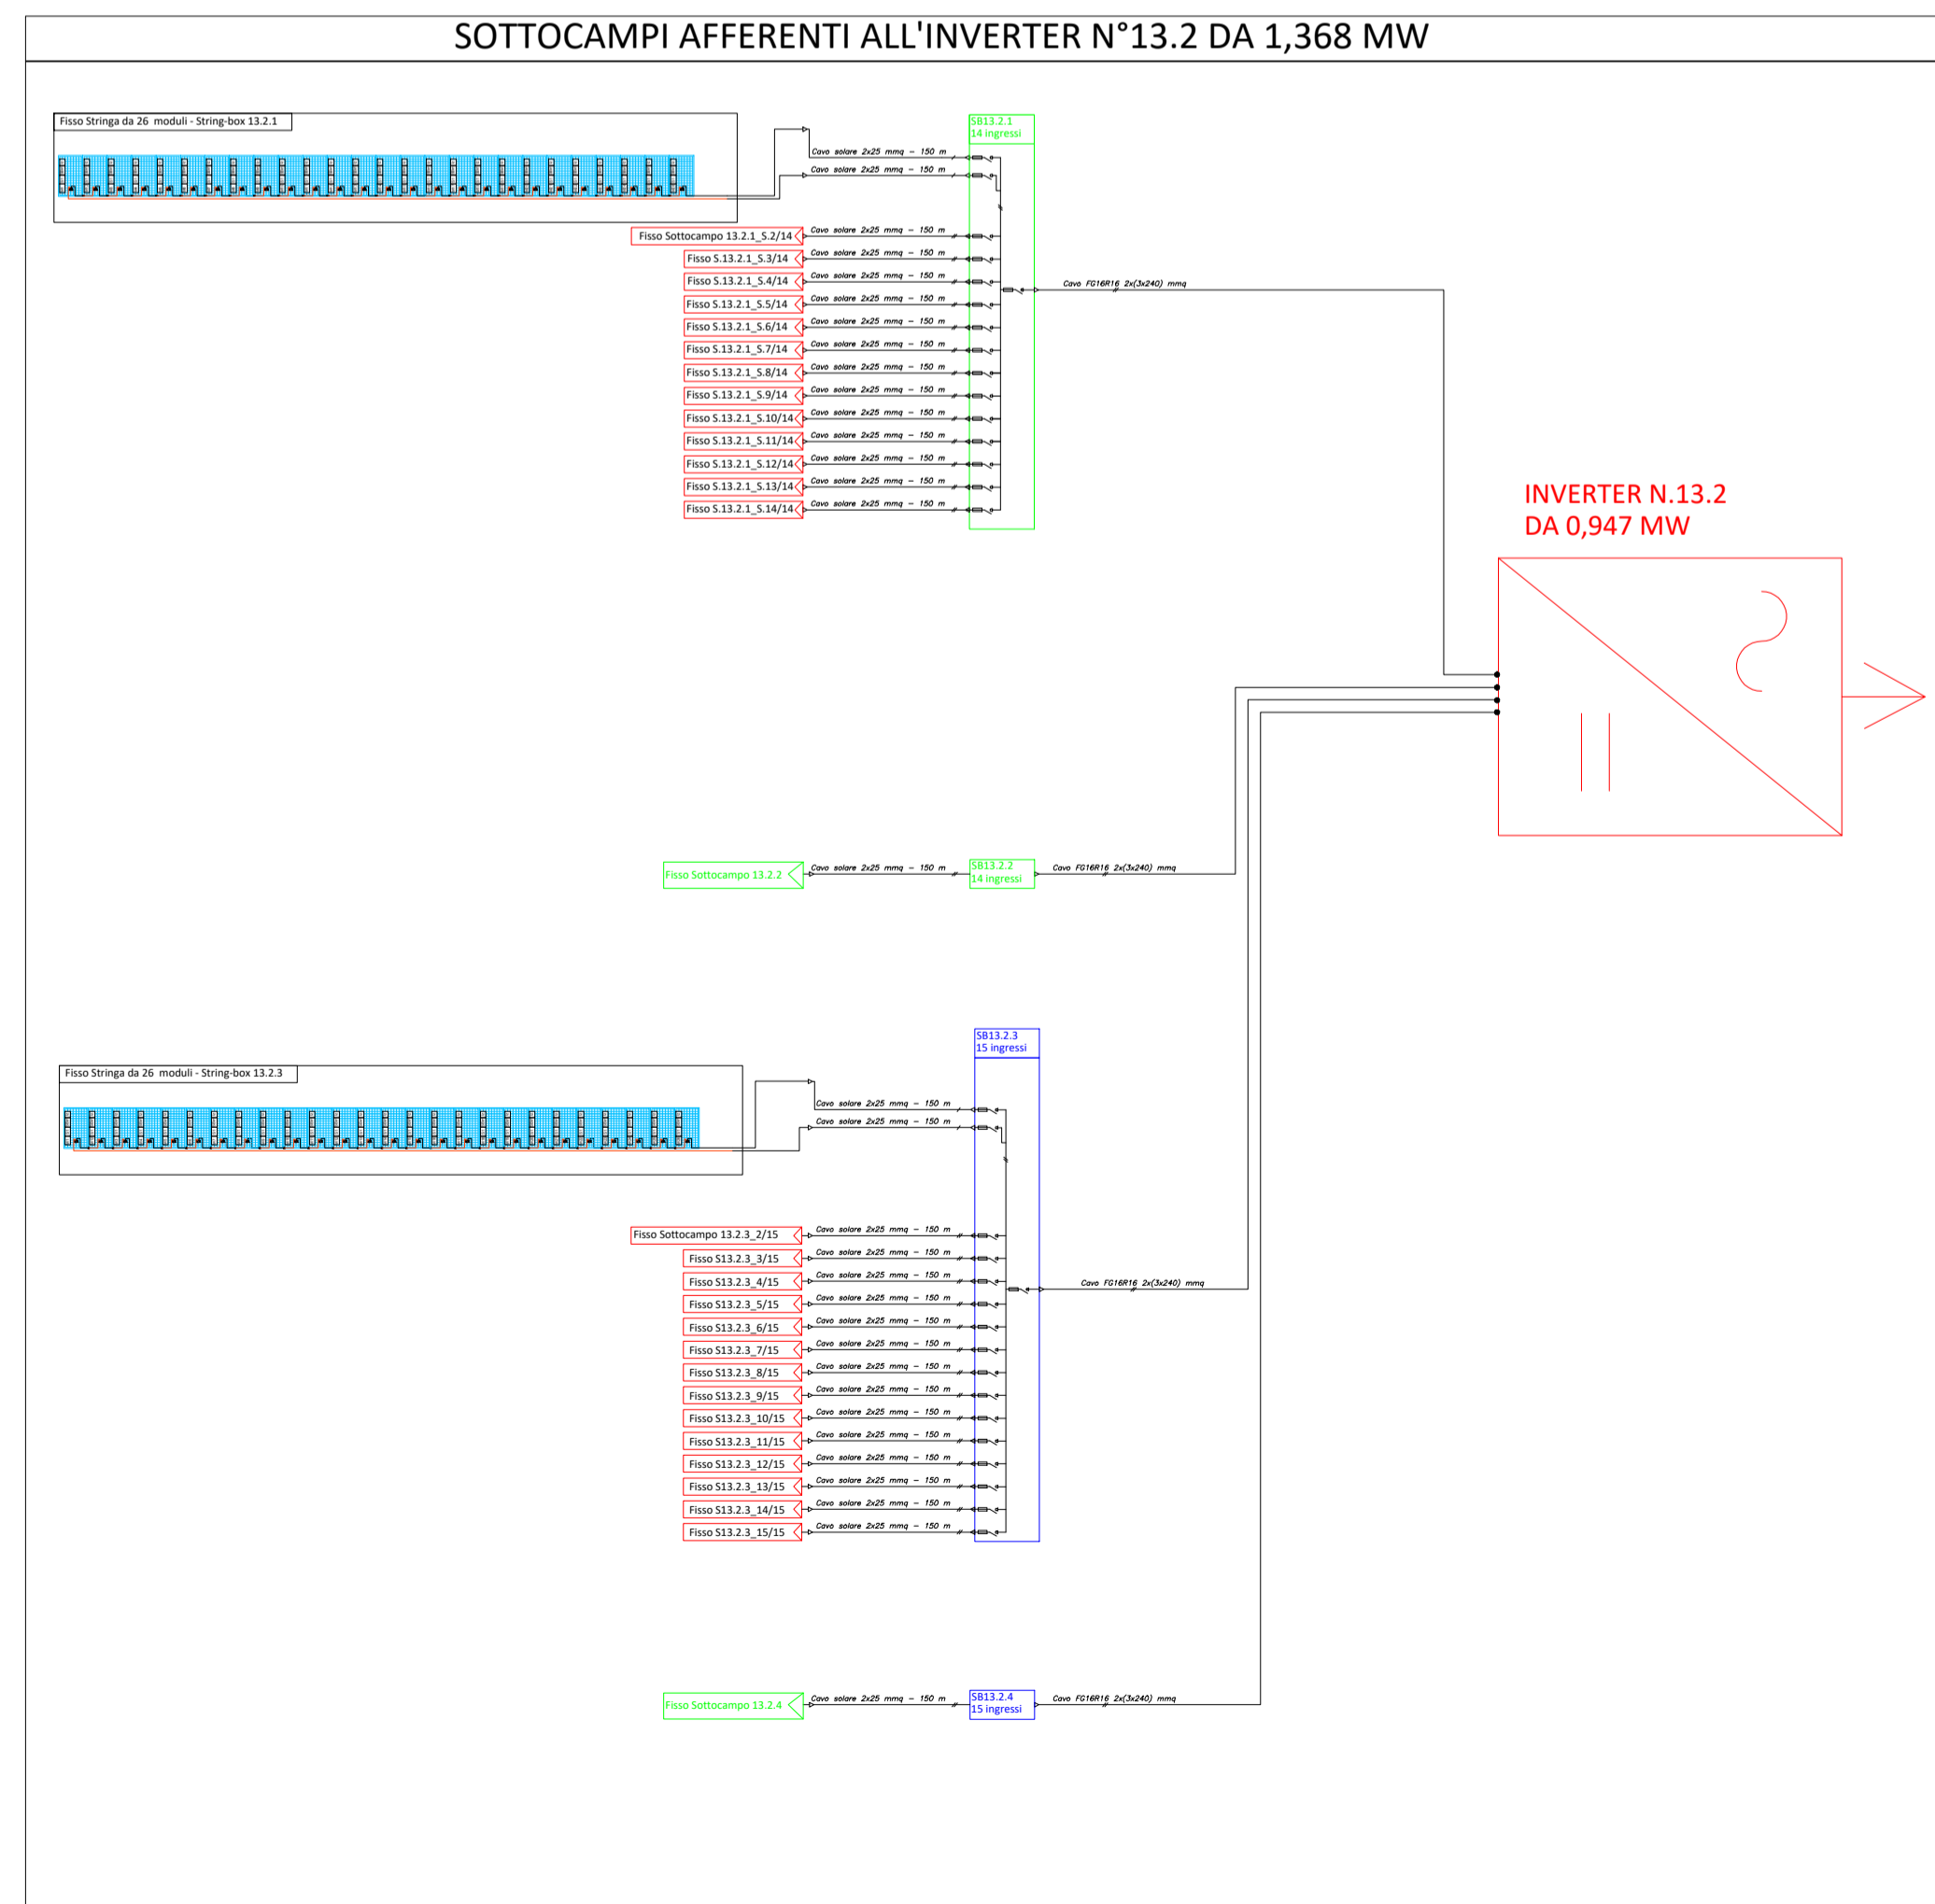 SOTTOCAMPI AFFERENTI ALL'INVERTER N°13.2 DA 1,368 MW
Fisso Stringa da 26 moduli - String-box 13.2.1
SB13.2.1
14 ingressi
Cavo solare 2x25 mmq - 150 m
Cavo solare 2x25 mmq - 150 m
Fisso Sottocampo 13.2.1_S.2/14
Cavo solare 2x25 mmq - 150 m
Fisso S.13.2.1_S.3/14
Cavo solare 2x25 mmq - 150 m
Fisso S.13.2.1_S.4/14
Cavo solare 2x25 mmq - 150 m
Cavo FG16R16 2x(3x240) mmq
Fisso S.13.2.1_S.5/14
Cavo solare 2x25 mmq - 150 m
Fisso S.13.2.1_S.6/14
Cavo solare 2x25 mmq - 150 m
Fisso S.13.2.1_S.7/14
Cavo solare 2x25 mmq - 150 m
Fisso S.13.2.1_S.8/14
Cavo solare 2x25 mmq - 150 m
Fisso S.13.2.1_S.9/14
Cavo solare 2x25 mmq - 150 m
Fisso S.13.2.1_S.10/14
Cavo solare 2x25 mmq - 150 m
Fisso S.13.2.1_S.11/14
Cavo solare 2x25 mmq - 150 m
Fisso S.13.2.1_S.12/14
Cavo solare 2x25 mmq - 150 m
Fisso S.13.2.1_S.13/14
Cavo solare 2x25 mmq - 150 m
Fisso S.13.2.1_S.14/14
Cavo solare 2x25 mmq - 150 m
INVERTER N.13.2
DA 0,947 MW
Fisso Sottocampo 13.2.2
Cavo solare 2x25 mmq - 150 m
SB13.2.2
14 ingressi
Cavo FG16R16 2x(3x240) mmq
SB13.2.3
15 ingressi
Fisso Stringa da 26 moduli - String-box 13.2.3
Cavo solare 2x25 mmq - 150 m
Cavo solare 2x25 mmq - 150 m
Fisso Sottocampo 13.2.3_2/15
Cavo solare 2x25 mmq - 150 m
Fisso S13.2.3_3/15
Cavo solare 2x25 mmq - 150 m
Fisso S13.2.3_4/15
Cavo solare 2x25 mmq - 150 m
Cavo FG16R16 2x(3x240) mmq
Fisso S13.2.3_5/15
Cavo solare 2x25 mmq - 150 m
Fisso S13.2.3_6/15
Cavo solare 2x25 mmq - 150 m
Fisso S13.2.3_7/15
Cavo solare 2x25 mmq - 150 m
Fisso S13.2.3_8/15
Cavo solare 2x25 mmq - 150 m
Fisso S13.2.3_9/15
Cavo solare 2x25 mmq - 150 m
Fisso S13.2.3_10/15
Cavo solare 2x25 mmq - 150 m
Fisso S13.2.3_11/15
Cavo solare 2x25 mmq - 150 m
Fisso S13.2.3_12/15
Cavo solare 2x25 mmq - 150 m
Fisso S13.2.3_13/15
Cavo solare 2x25 mmq - 150 m
Fisso S13.2.3_14/15
Cavo solare 2x25 mmq - 150 m
Fisso S13.2.3_15/15
Cavo solare 2x25 mmq - 150 m
Fisso Sottocampo 13.2.4
Cavo solare 2x25 mmq - 150 m
SB13.2.4
15 ingressi
Cavo FG16R16 2x(3x240) mmq